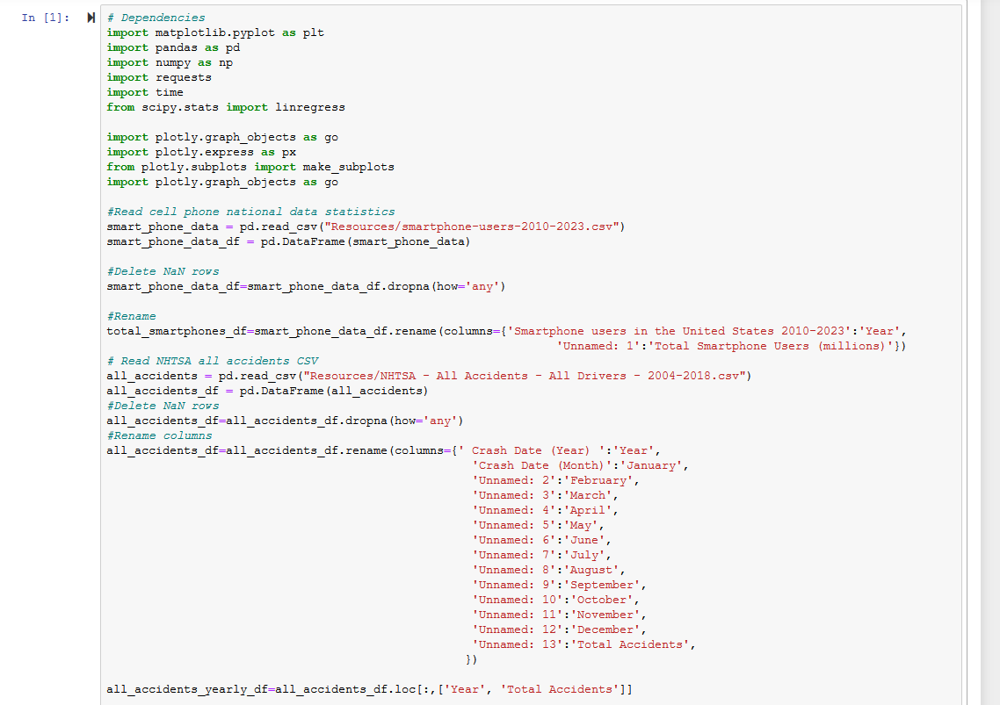 In [1]:
# Dependencies
import matplotlib.pyplot as plt
import pandas as pd
import numpy as np
import requests
import time
from scipy.stats import linregress
import plotly.graph_objects as go
import plotly.express as px
from plotly.subplots import make_subplots
import plotly.graph_objects as go
#Read cell phone national data statistics
smart_phone_data = pd.read_csv("Resources/smartphone-users-2010-2023.csv")
smart_phone_data_df = pd.DataFrame(smart_phone_data)
#Delete NaN rows
smart_phone_data_df=smart_phone_data_df.dropna(how='any')
#Rename
total_smartphones_df=smart_phone_data_df.rename(columns={'Smartphone users in the United States 2010-2023':'Year',
'Unnamed: 1':'Total Smartphone Users (millions)'})
# Read NHTSA all accidents CSV
all_accidents = pd.read_csv("Resources/NHTSA - All Accidents - All Drivers - 2004-2018.csv")
all_accidents_df = pd.DataFrame(all_accidents)
#Delete NaN rows
all_accidents_df=all_accidents_df.dropna(how='any')
#Rename columns
all_accidents_df=all_accidents_df.rename(columns={' Crash Date (Year) ':'Year',
'Crash Date (Month)':'January',
'Unnamed: 2':'February',
'Unnamed: 3':'March',
'Unnamed: 4':'April',
'Unnamed: 5':'May',
'Unnamed: 6':'June',
'Unnamed: 7':'July',
'Unnamed: 8':'August',
'Unnamed: 9':'September',
'Unnamed: 10':'October',
'Unnamed: 11':'November',
'Unnamed: 12':'December',
'Unnamed: 13':'Total Accidents',
})
all_accidents_yearly_df=all_accidents_df.loc[:,['Year', 'Total Accidents']]